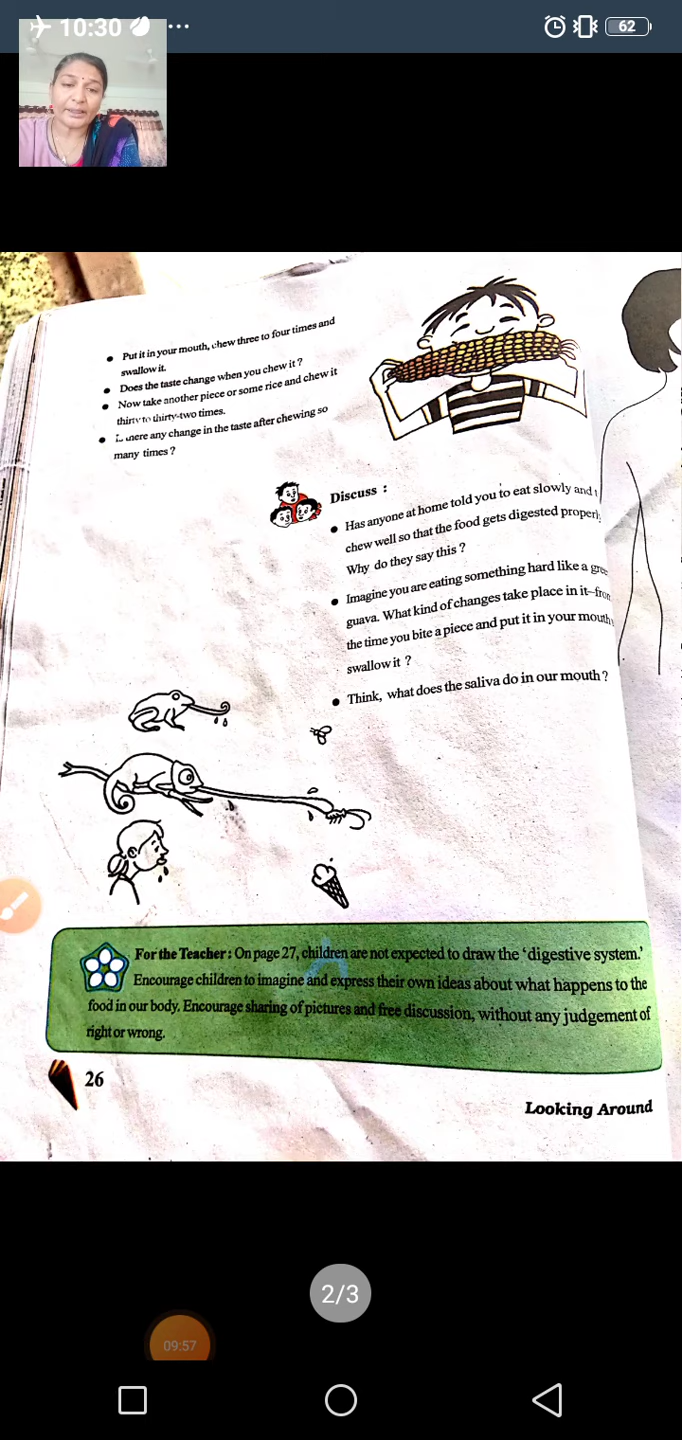 10:30
62
Put it in your mouth, chew three to four times and
swallow it.
Does the taste change when you chew it ?
Now take another piece or some rice and chew it
thirty to thirty-two times.
there any change in the taste after chewing so
many times ?
Discuss :
Has anyone at home told you to eat slowly and
chew well so that the food gets digested properly
Why do they say this ?
Imagine you are eating something hard like a
guava. What kind of changes take place in it–from
the time you bite a piece and put it in your mouth
swallow it ?
Think, what does the saliva do in our mouth ?
For the Teacher : On page 27, children are not expected to draw the ‘digestive system.’
Encourage children to imagine and express their own ideas about what happens to the
food in our body. Encourage sharing of pictures and free discussion, without any judgement of
right or wrong.
26
Looking Around
2/3
09:57